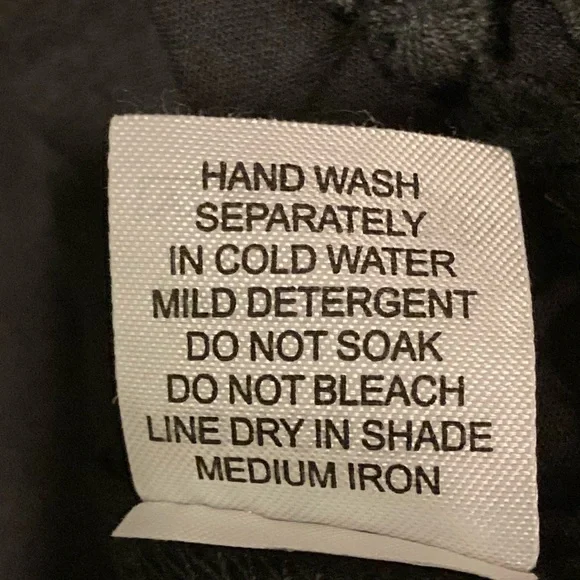 HAND WASH
SEPARATELY
IN COLD WATER
MILD DETERGENT
DO NOT SOAK
DO NOT BLEACH
LINE DRY IN SHADE
MEDIUM IRON